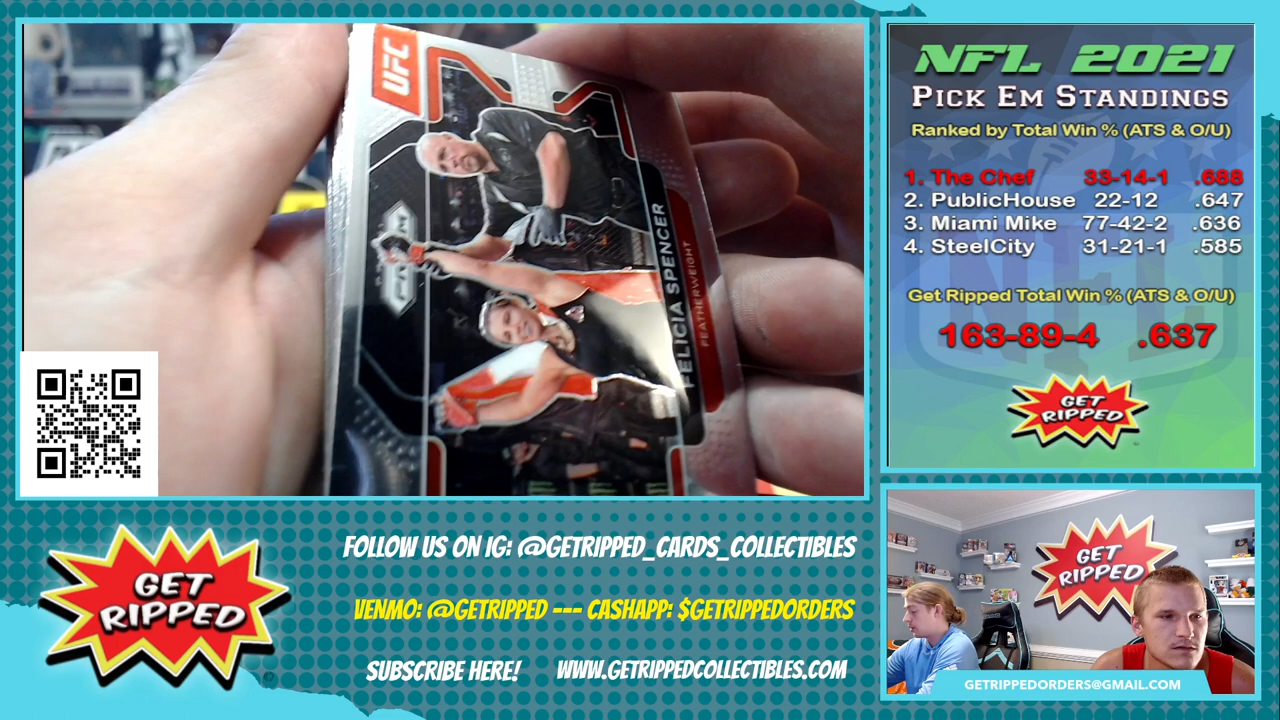 UFC
PRIZM
FELICIA SPENCER
FEATHERWEIGHT
NFL 2021
PICK EM STANDINGS
Ranked by Total Win % (ATS & O/U)
1. The Chef 33-14-1 .688
2. PublicHouse 22-12 .647
3. Miami Mike 77-42-2 .636
4. SteelCity 31-21-1 .585
Get Ripped Total Win % (ATS & O/U)
163-89-4 .637
GET
RIPPED
GET
RIPPED
FOLLOW US ON IG: @GETRIPPED_CARDS_COLLECTIBLES
VENMO: @GETRIPPED --- CASHAPP: $GETRIPPEDORDERS
SUBSCRIBE HERE! WWW.GETRIPPEDCOLLECTIBLES.COM
GET
RIPPED
GETRIPPEDORDERS@GMAIL.COM